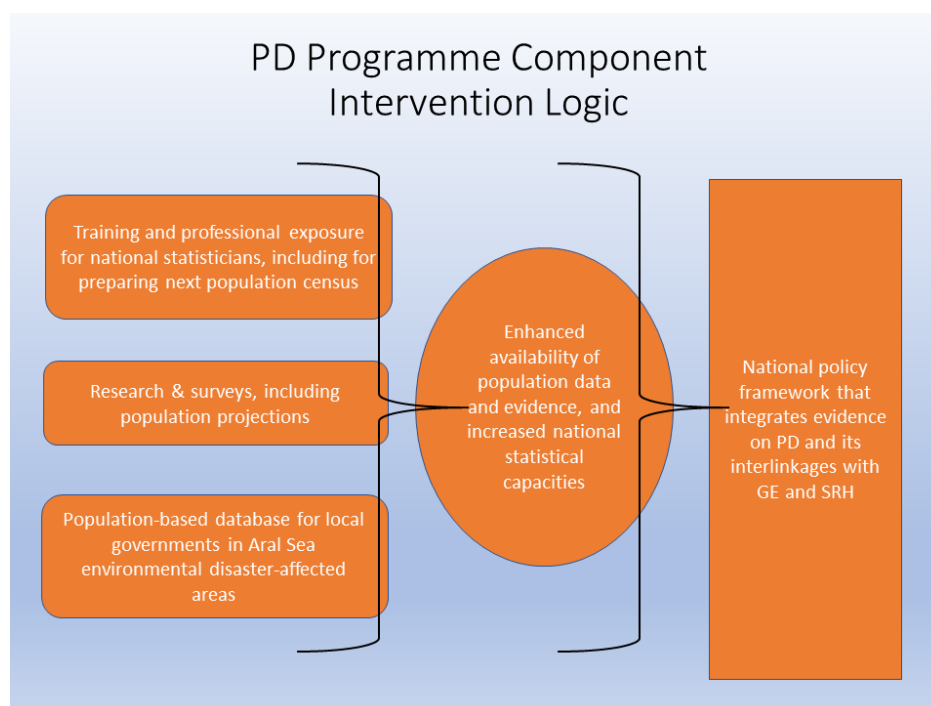 PD Programme Component
Intervention Logic
Training and professional exposure
for national statisticians, including for
preparing next population census
Research & surveys, including
population projections
Population-based database for local
governments in Aral Sea
environmental disaster-affected
areas
Enhanced
availability of
population data
and evidence, and
increased national
statistical
capacities
National policy
framework that
integrates evidence
on PD and its
interlinkages with
GE and SRH